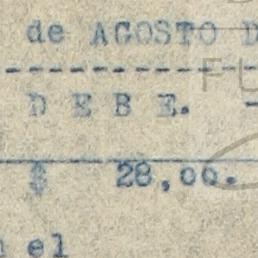 de AGOSTO D
D E B E. -
$ 28,00.
n el